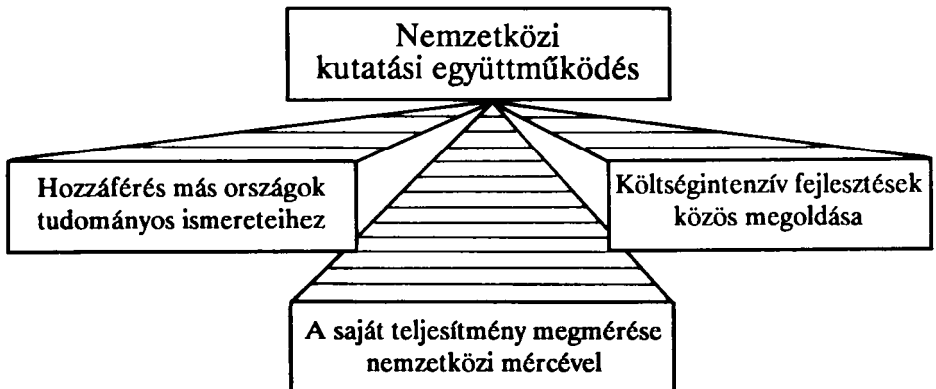 Nemzetközi
kutatási együttműködés
Hozzáférés más országok
tudományos ismereteihez
Költségintenzív fejlesztések
közös megoldása
A saját teljesítmény megmérése
nemzetközi mércével